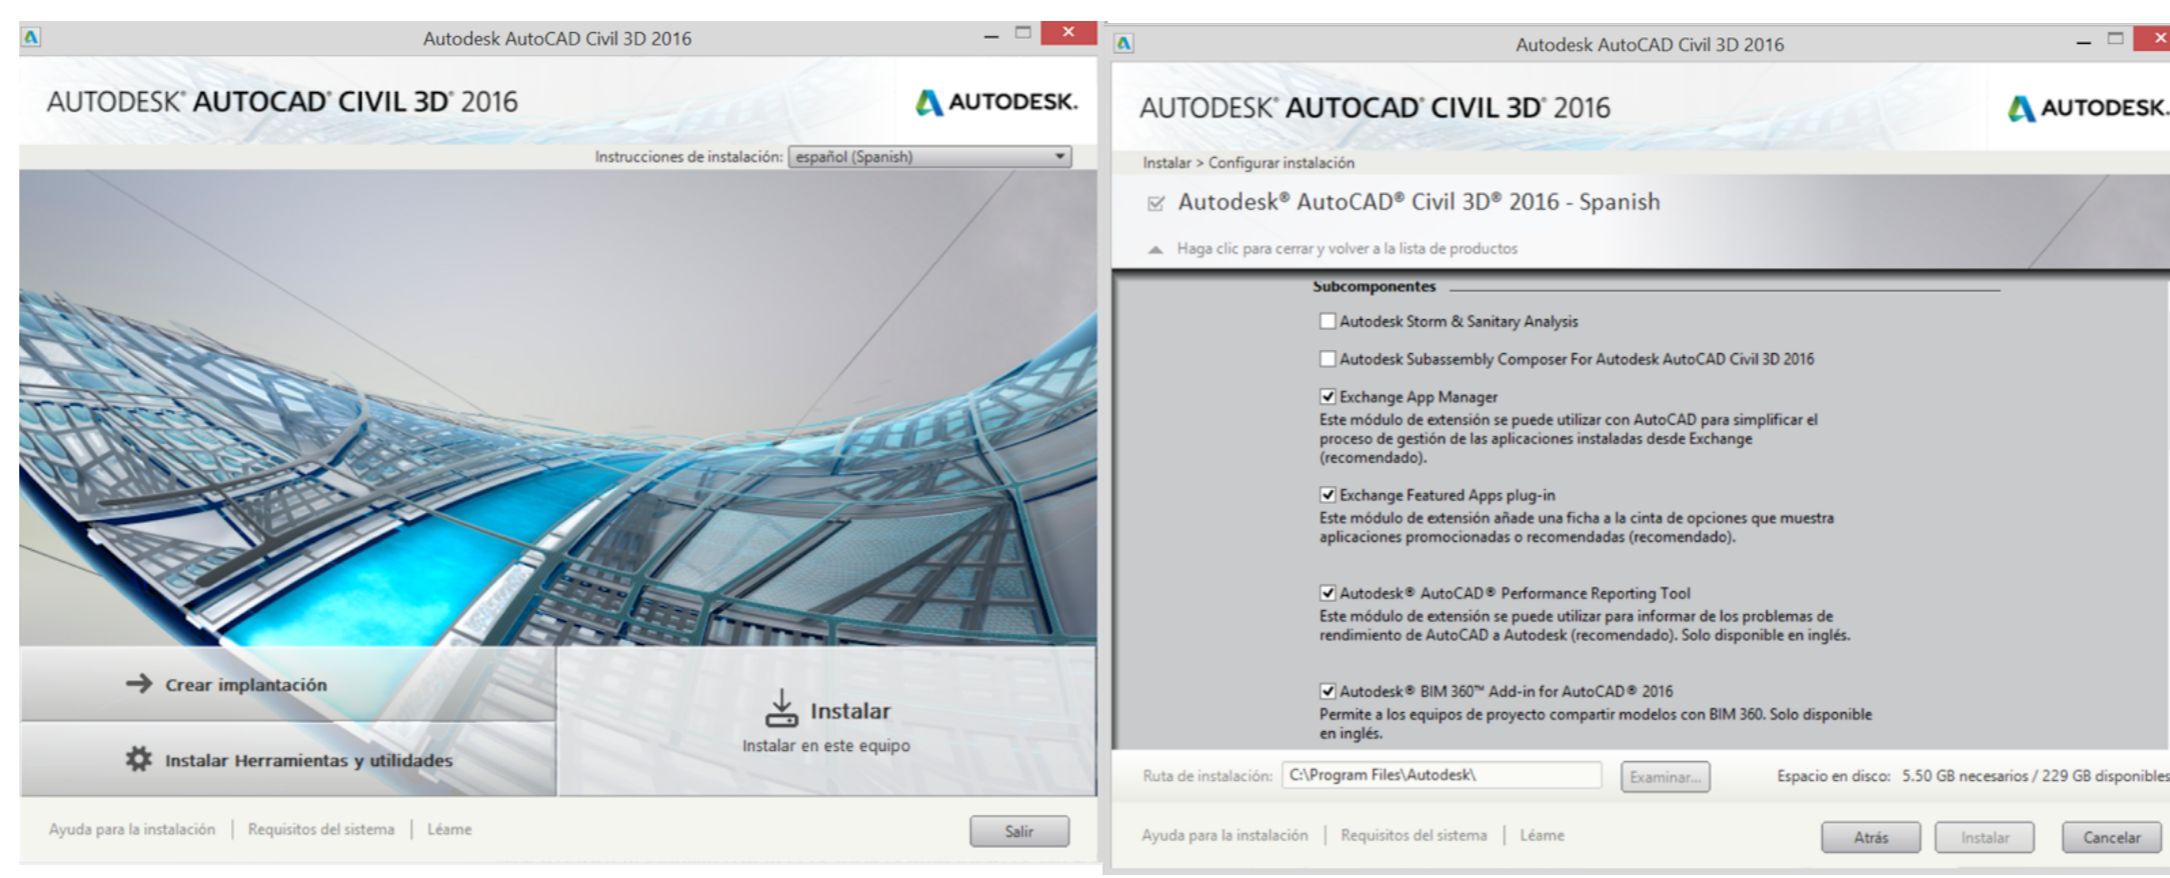 Autodesk AutoCAD Civil 3D 2016
AUTODESK® AUTOCAD® CIVIL 3D® 2016
AUTODESK.
Instrucciones de instalación: español (Spanish)
Crear implantación
Instalar Herramientas y utilidades
Instalar
Instalar en este equipo
Ayuda para la instalación | Requisitos del sistema | Léame
Salir
Autodesk AutoCAD Civil 3D 2016
AUTODESK® AUTOCAD® CIVIL 3D® 2016
AUTODESK.
Instalar > Configurar instalación
Autodesk® AutoCAD® Civil 3D® 2016 - Spanish
Haga clic para cerrar y volver a la lista de productos
Subcomponentes
Autodesk Storm & Sanitary Analysis
Autodesk Subassembly Composer For Autodesk AutoCAD Civil 3D 2016
Exchange App Manager
Este módulo de extensión se puede utilizar con AutoCAD para simplificar el
proceso de gestión de las aplicaciones instaladas desde Exchange
(recomendado).
Exchange Featured Apps plug-in
Este módulo de extensión añade una ficha a la cinta de opciones que muestra
aplicaciones promocionadas o recomendadas (recomendado).
Autodesk® AutoCAD® Performance Reporting Tool
Este módulo de extensión se puede utilizar para informar de los problemas de
rendimiento de AutoCAD a Autodesk (recomendado). Solo disponible en inglés.
Autodesk® BIM 360™ Add-in for AutoCAD® 2016
Permite a los equipos de proyecto compartir modelos con BIM 360. Solo disponible
en inglés.
Ruta de instalación: C:\Program Files\Autodesk\ Examinar... Espacio en disco: 5.50 GB necesarios / 229 GB disponibles
Ayuda para la instalación | Requisitos del sistema | Léame
Atrás Instalar Cancelar